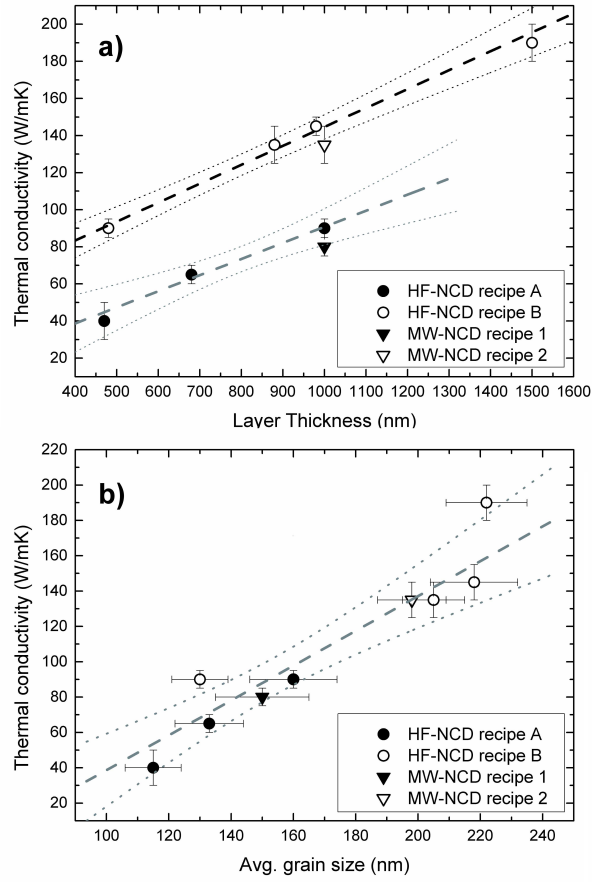 a)
Thermal conductivity (W/mK)
200
180
160
140
120
100
80
60
40
20
HF-NCD recipe A
HF-NCD recipe B
MW-NCD recipe 1
MW-NCD recipe 2
400 500 600 700 800 900 1000 1100 1200 1300 1400 1500 1600
Layer Thickness (nm)
b)
Thermal conductivity (W/mK)
220
200
180
160
140
120
100
80
60
40
20
HF-NCD recipe A
HF-NCD recipe B
MW-NCD recipe 1
MW-NCD recipe 2
100 120 140 160 180 200 220 240
Avg. grain size (nm)